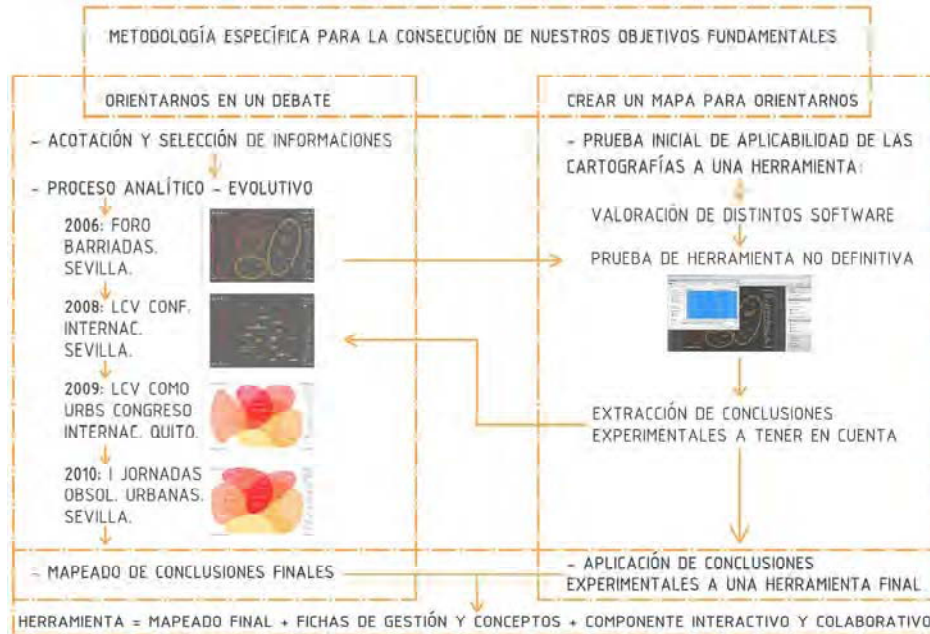 METODOLOGÍA ESPECÍFICA PARA LA CONSECUCIÓN DE NUESTROS OBJETIVOS FUNDAMENTALES
ORIENTARNOS EN UN DEBATE
– ACOTACIÓN Y SELECCIÓN DE INFORMACIONES
– PROCESO ANALÍTICO – EVOLUTIVO
2006: FORO
BARRIADAS.
SEVILLA.
2008: LCV CONF.
INTERNAC.
SEVILLA.
2009: LCV COMO
URBS CONGRESO
INTERNAC. QUITO.
2010: I JORNADAS
OBSOL. URBANAS.
SEVILLA.
– MAPEADO DE CONCLUSIONES FINALES
CREAR UN MAPA PARA ORIENTARNOS
– PRUEBA INICIAL DE APLICABILIDAD DE LAS
CARTOGRAFÍAS A UNA HERRAMIENTA:
VALORACIÓN DE DISTINTOS SOFTWARE
PRUEBA DE HERRAMIENTA NO DEFINITIVA
EXTRACCIÓN DE CONCLUSIONES
EXPERIMENTALES A TENER EN CUENTA
– APLICACIÓN DE CONCLUSIONES
EXPERIMENTALES A UNA HERRAMIENTA FINAL
HERRAMIENTA = MAPEADO FINAL + FICHAS DE GESTIÓN Y CONCEPTOS + COMPONENTE INTERACTIVO Y COLABORATIVO